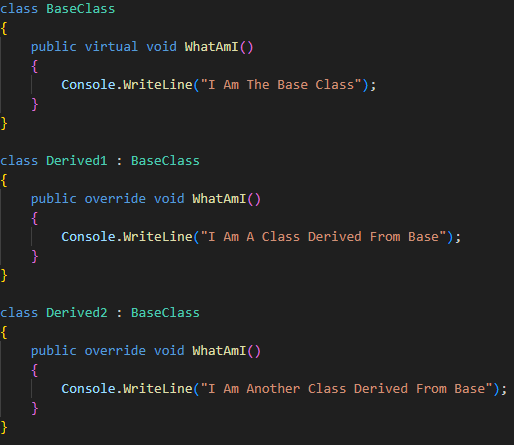 class BaseClass
{
    public virtual void WhatAmI()
    {
        Console.WriteLine("I Am The Base Class");
    }
}

class Derived1 : BaseClass
{
    public override void WhatAmI()
    {
        Console.WriteLine("I Am A Class Derived From Base");
    }
}

class Derived2 : BaseClass
{
    public override void WhatAmI()
    {
        Console.WriteLine("I Am Another Class Derived From Base");
    }
}